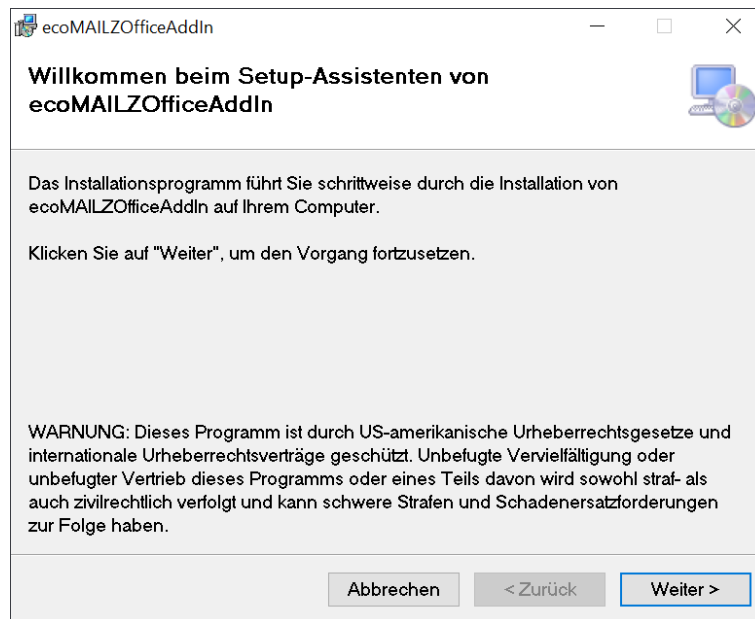 ecoMAILZOfficeAddIn
Willkommen beim Setup-Assistenten von
ecoMAILZOfficeAddIn
Das Installationsprogramm führt Sie schrittweise durch die Installation von
ecoMAILZOfficeAddIn auf Ihrem Computer.
Klicken Sie auf "Weiter", um den Vorgang fortzusetzen.
WARNUNG: Dieses Programm ist durch US-amerikanische Urheberrechtsgesetze und
internationale Urheberrechtsverträge geschützt. Unbefugte Vervielfältigung oder
unbefugter Vertrieb dieses Programms oder eines Teils davon wird sowohl straf- als
auch zivilrechtlich verfolgt und kann schwere Strafen und Schadenersatzforderungen
zur Folge haben.
Abbrechen < Zurück Weiter >